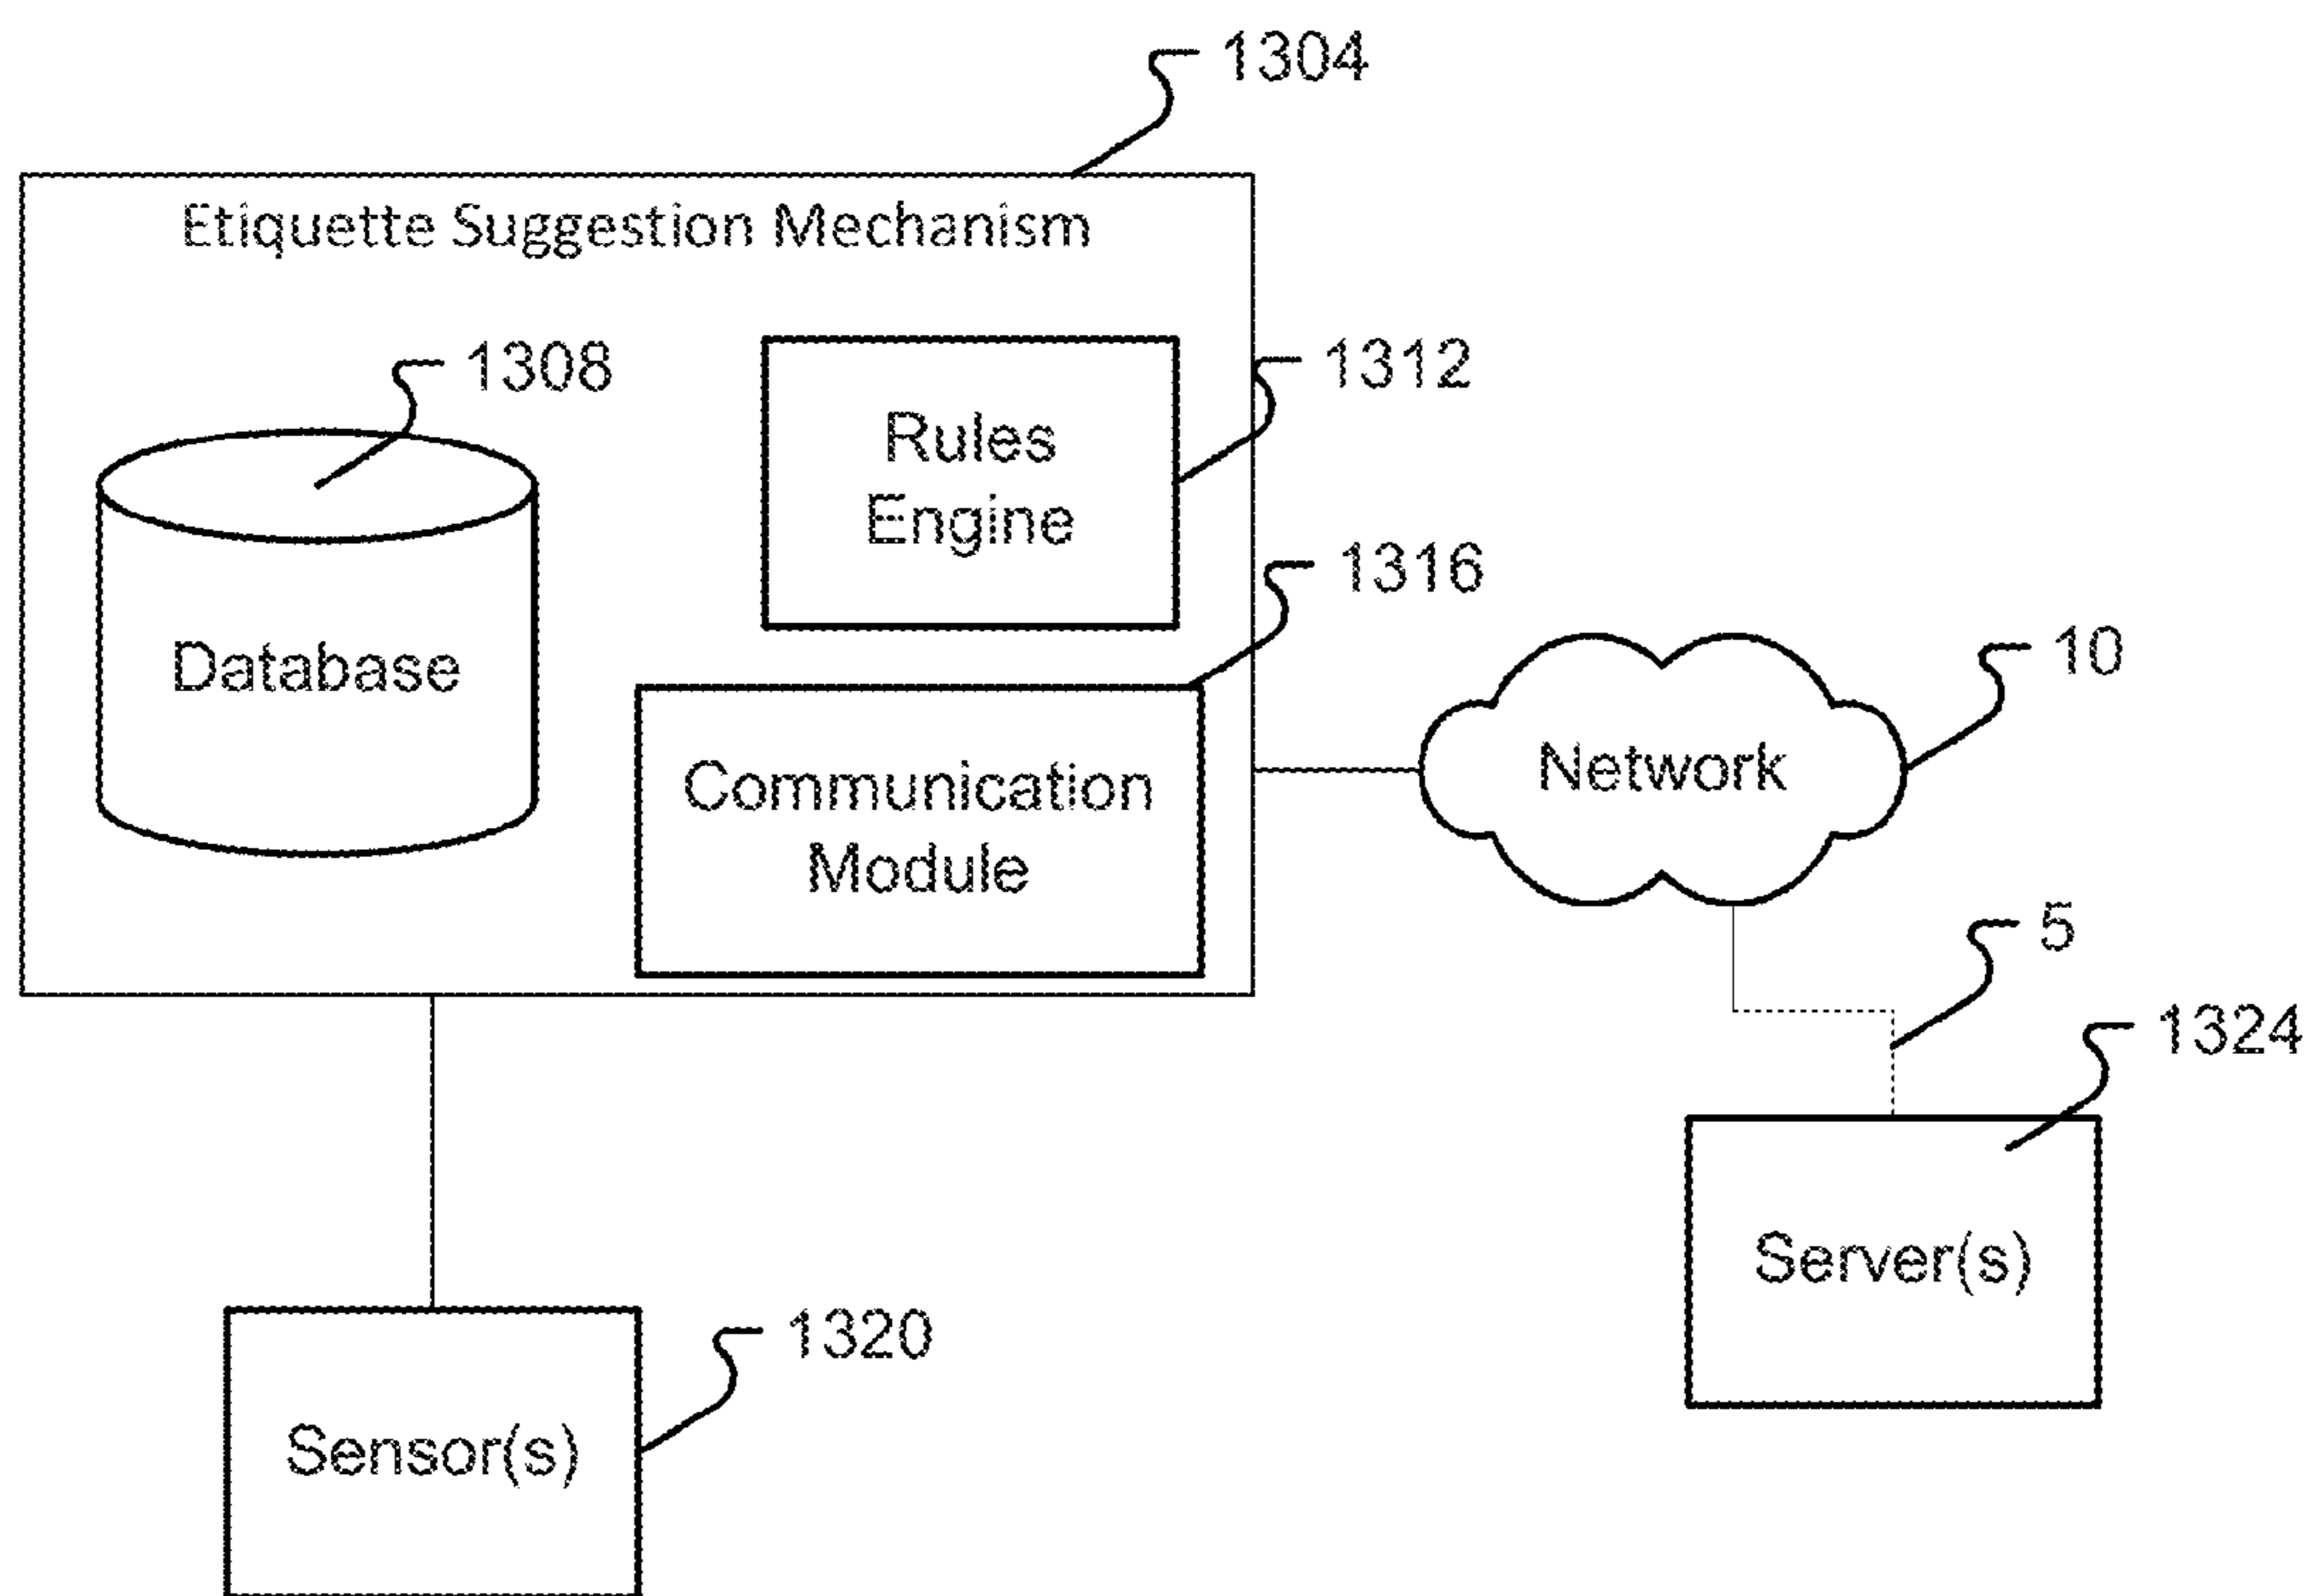 1304
Etiquette Suggestion Mechanism
1308
1312
Rules
Engine
1316
Database
10
Communication
Module
Network
5
1324
Server(s)
1320
Sensor(s)